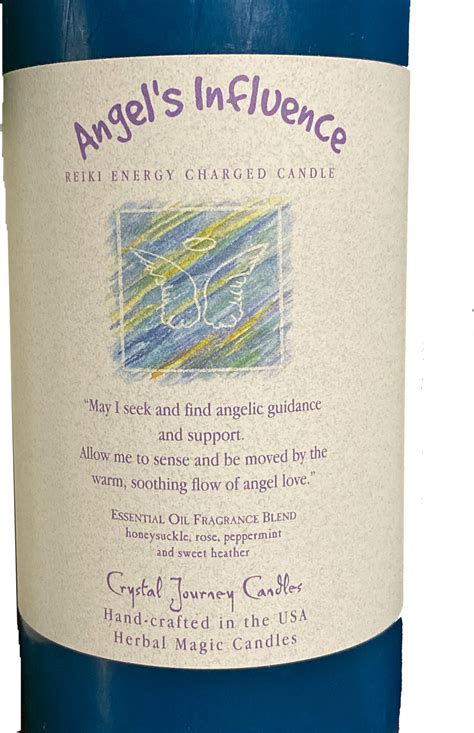 Angel's Influence
REIKI ENERGY CHARGED CANDLE
"May I seek and find angelic guidance
and support.
Allow me to sense and be moved by the
warm, soothing flow of angel love."
ESSENTIAL OIL FRAGRANCE BLEND
honeysuckle, rose, peppermint
and sweet heather
Crystal Journey Candles
Hand-crafted in the USA
Herbal Magic Candles